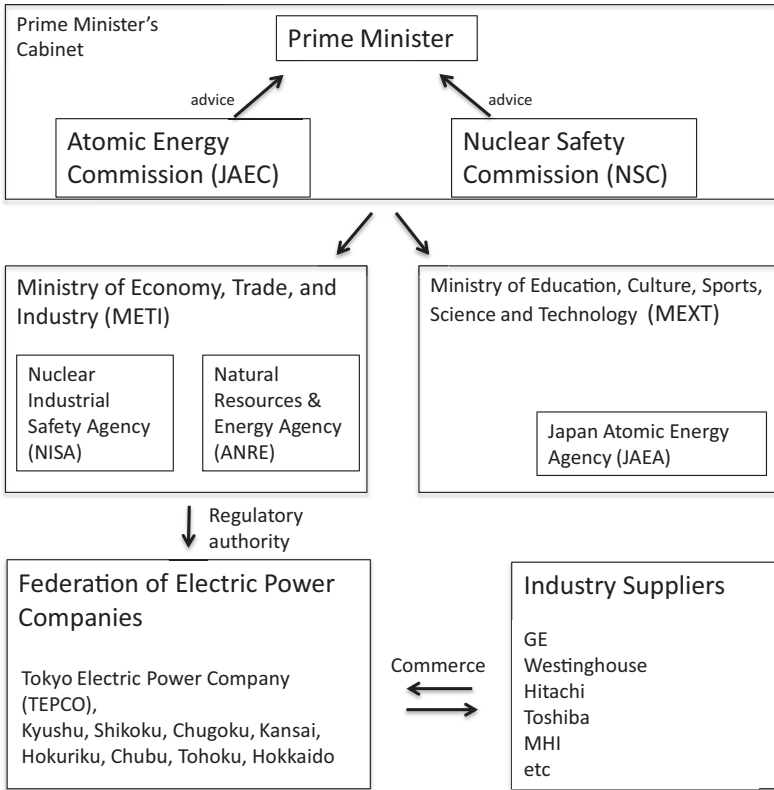 Prime Minister's
Cabinet
Prime Minister
advice
advice
Atomic Energy
Commission (JAEC)
Nuclear Safety
Commission (NSC)
Ministry of Economy, Trade, and
Industry (METI)
Nuclear
Industrial
Safety Agency
(NISA)
Natural
Resources &
Energy Agency
(ANRE)
Ministry of Education, Culture, Sports,
Science and Technology (MEXT)
Japan Atomic Energy
Agency (JAEA)
Regulatory
authority
Federation of Electric Power
Companies
Tokyo Electric Power Company
(TEPCO),
Kyushu, Shikoku, Chugoku, Kansai,
Hokuriku, Chubu, Tohoku, Hokkaido
Commerce
Industry Suppliers
GE
Westinghouse
Hitachi
Toshiba
MHI
etc